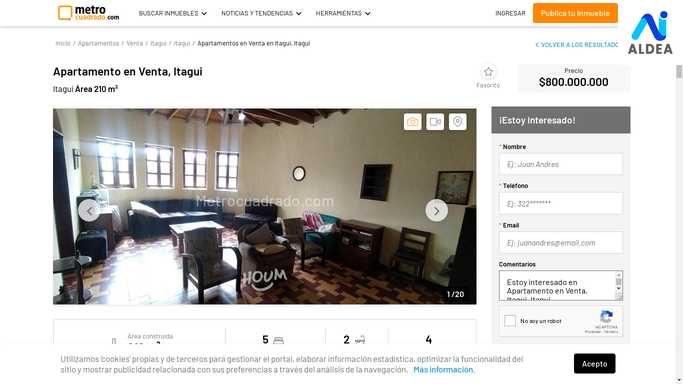 metro
cuadrado.com
BUSCAR INMUEBLES
NOTICIAS Y TENDENCIAS
HERRAMIENTAS
INGRESAR
Publica tu Inmueble
AI
ALDEA
Inicio / Apartamentos / Venta / Itagui / Itagui / Apartamentos en Venta en Itagui, Itagui
VOLVER A LOS RESULTADO
Apartamento en Venta, Itagui
Itagui Área 210 m²
Favorito
Precio
$800.000.000
Metrocuadrado.com
HOUM
1 / 20
¡Estoy Interesado!
* Nombre
Ej: Juan Andres
* Teléfono
Ej: 322*******
* Email
Ej: juanandres@email.com
Comentarios
Estoy interesado en
Apartamento en Venta,
Itagui, Itagui
No soy un robot
reCAPTCHA
Privacidad - Términos
Área construida
5
2
4
Utilizamos 'cookies' propias y de terceros para gestionar el portal, elaborar información estadística, optimizar la funcionalidad del
sitio y mostrar publicidad relacionada con sus preferencias a través del análisis de la navegación. Más información.
Acepto